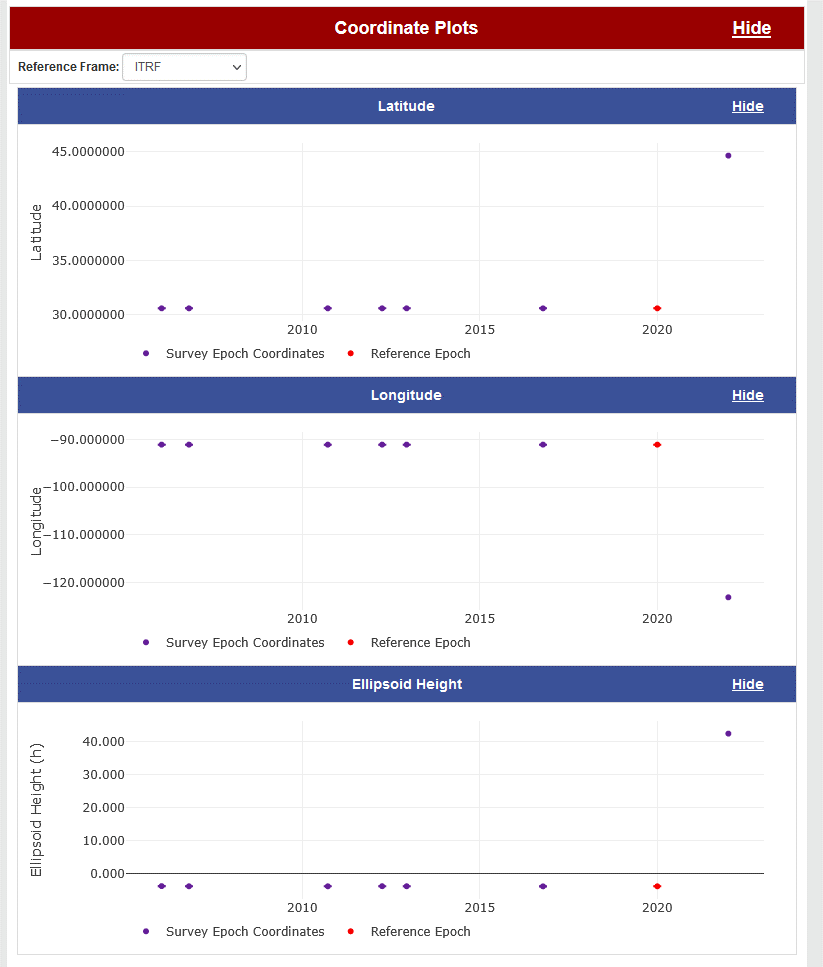 Coordinate Plots Hide
Reference Frame: ITRF
Latitude Hide
45.0000000
40.0000000
35.0000000
30.0000000
Latitude
2010 2015 2020
Survey Epoch Coordinates Reference Epoch
Longitude Hide
−90.000000
−100.000000
−110.000000
−120.000000
Longitude
2010 2015 2020
Survey Epoch Coordinates Reference Epoch
Ellipsoid Height Hide
40.000
30.000
20.000
10.000
0.000
Ellipsoid Height (h)
2010 2015 2020
Survey Epoch Coordinates Reference Epoch